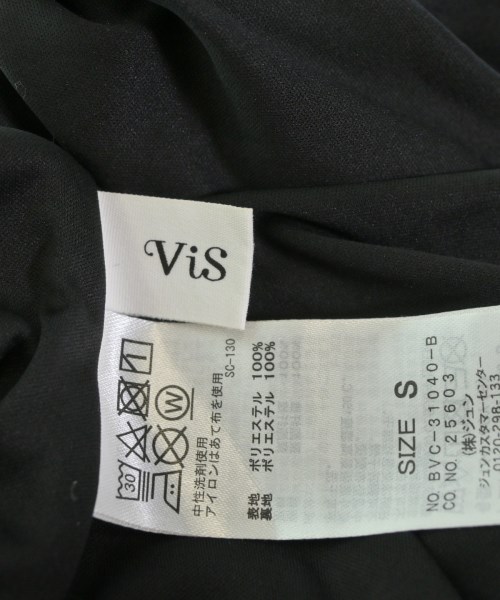 ViS
SIZE S
NO. BVC-31040-B
CO. NO. 25603
(株)ジュン
ジュンカスタマーセンター
0120-298-133
表地 ポリエステル 100%
裏地 ポリエステル 100%
SC-130
30
W
中性洗剤使用
アイロンはあて布を使用